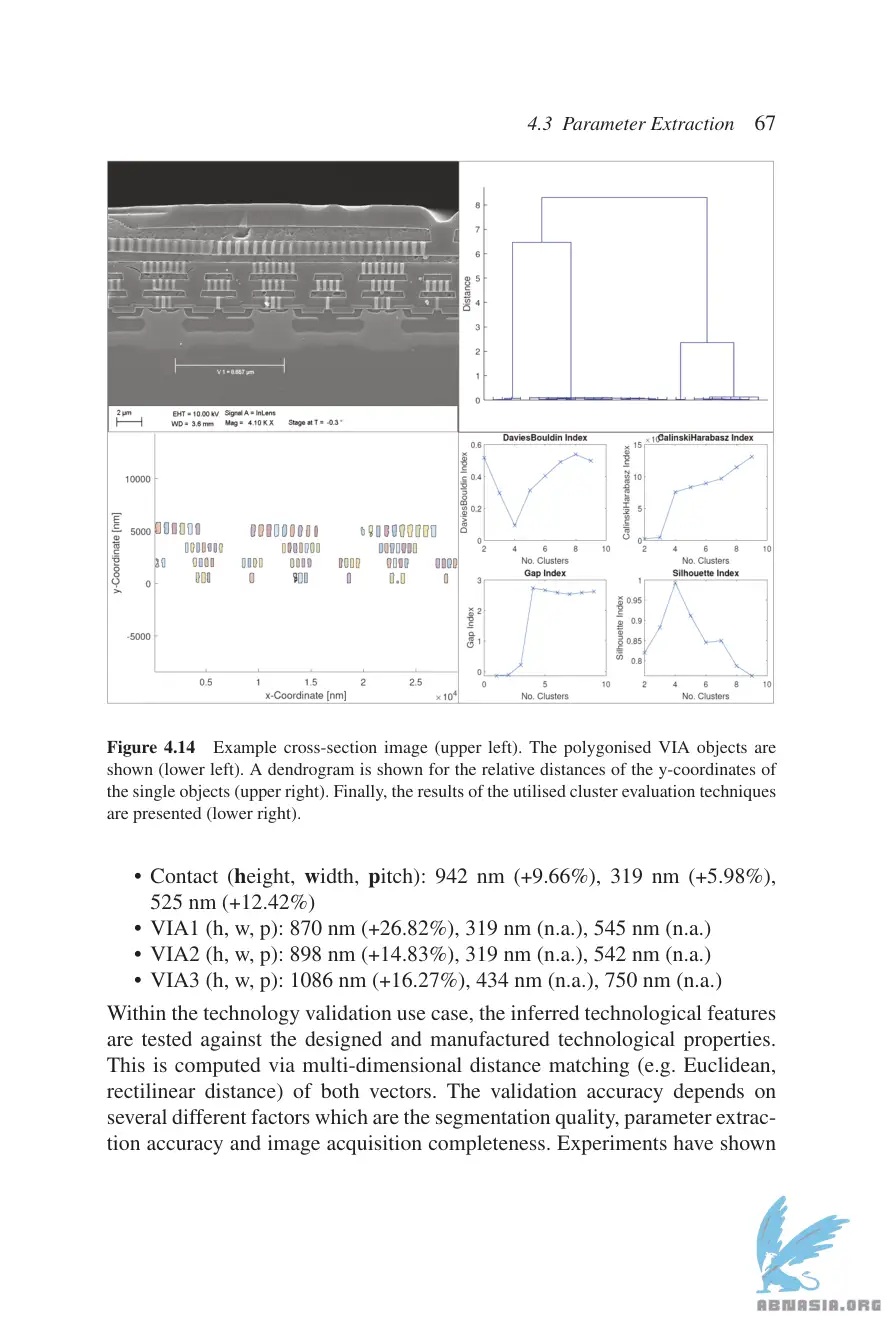 4.3 Parameter Extraction 67
V 1 = 6.657 µm
2 µm
EHT = 10.00 kV Signal A = InLens
WD = 3.6 mm Mag = 4.10 K X Stage at T = -0.3 °
8
7
6
5
4
3
2
1
0
Distance
10000
5000
0
-5000
y-Coordinate [nm]
0.5 1 1.5 2 2.5
x-Coordinate [nm] × 10⁴
DaviesBouldin Index
0.6
0.4
0.2
0
DaviesBouldin Index
2 4 6 8 10
No. Clusters
CalinskiHarabasz Index
15
10
5
0
CalinskiHarabasz Index
2 4 6 8 10
No. Clusters
Gap Index
3
2
1
0
Gap Index
0 5 10
No. Clusters
Silhouette Index
1
0.95
0.9
0.85
0.8
Silhouette Index
2 4 6 8 10
No. Clusters
Figure 4.14 Example cross-section image (upper left). The polygonised VIA objects are
shown (lower left). A dendrogram is shown for the relative distances of the y-coordinates of
the single objects (upper right). Finally, the results of the utilised cluster evaluation techniques
are presented (lower right).
• Contact (height, width, pitch): 942 nm (+9.66%), 319 nm (+5.98%),
525 nm (+12.42%)
• VIA1 (h, w, p): 870 nm (+26.82%), 319 nm (n.a.), 545 nm (n.a.)
• VIA2 (h, w, p): 898 nm (+14.83%), 319 nm (n.a.), 542 nm (n.a.)
• VIA3 (h, w, p): 1086 nm (+16.27%), 434 nm (n.a.), 750 nm (n.a.)
Within the technology validation use case, the inferred technological features
are tested against the designed and manufactured technological properties.
This is computed via multi-dimensional distance matching (e.g. Euclidean,
rectilinear distance) of both vectors. The validation accuracy depends on
several different factors which are the segmentation quality, parameter extrac-
tion accuracy and image acquisition completeness. Experiments have shown
ABNASIA.ORG